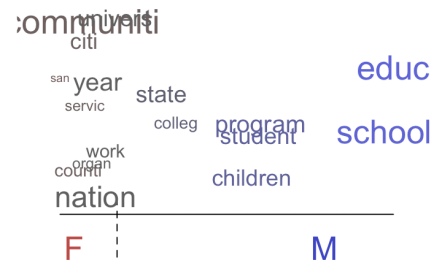 univers
communiti
citi
educ
san year
state
servic
colleg program
student
school
work
organ
counti
children
nation
F M